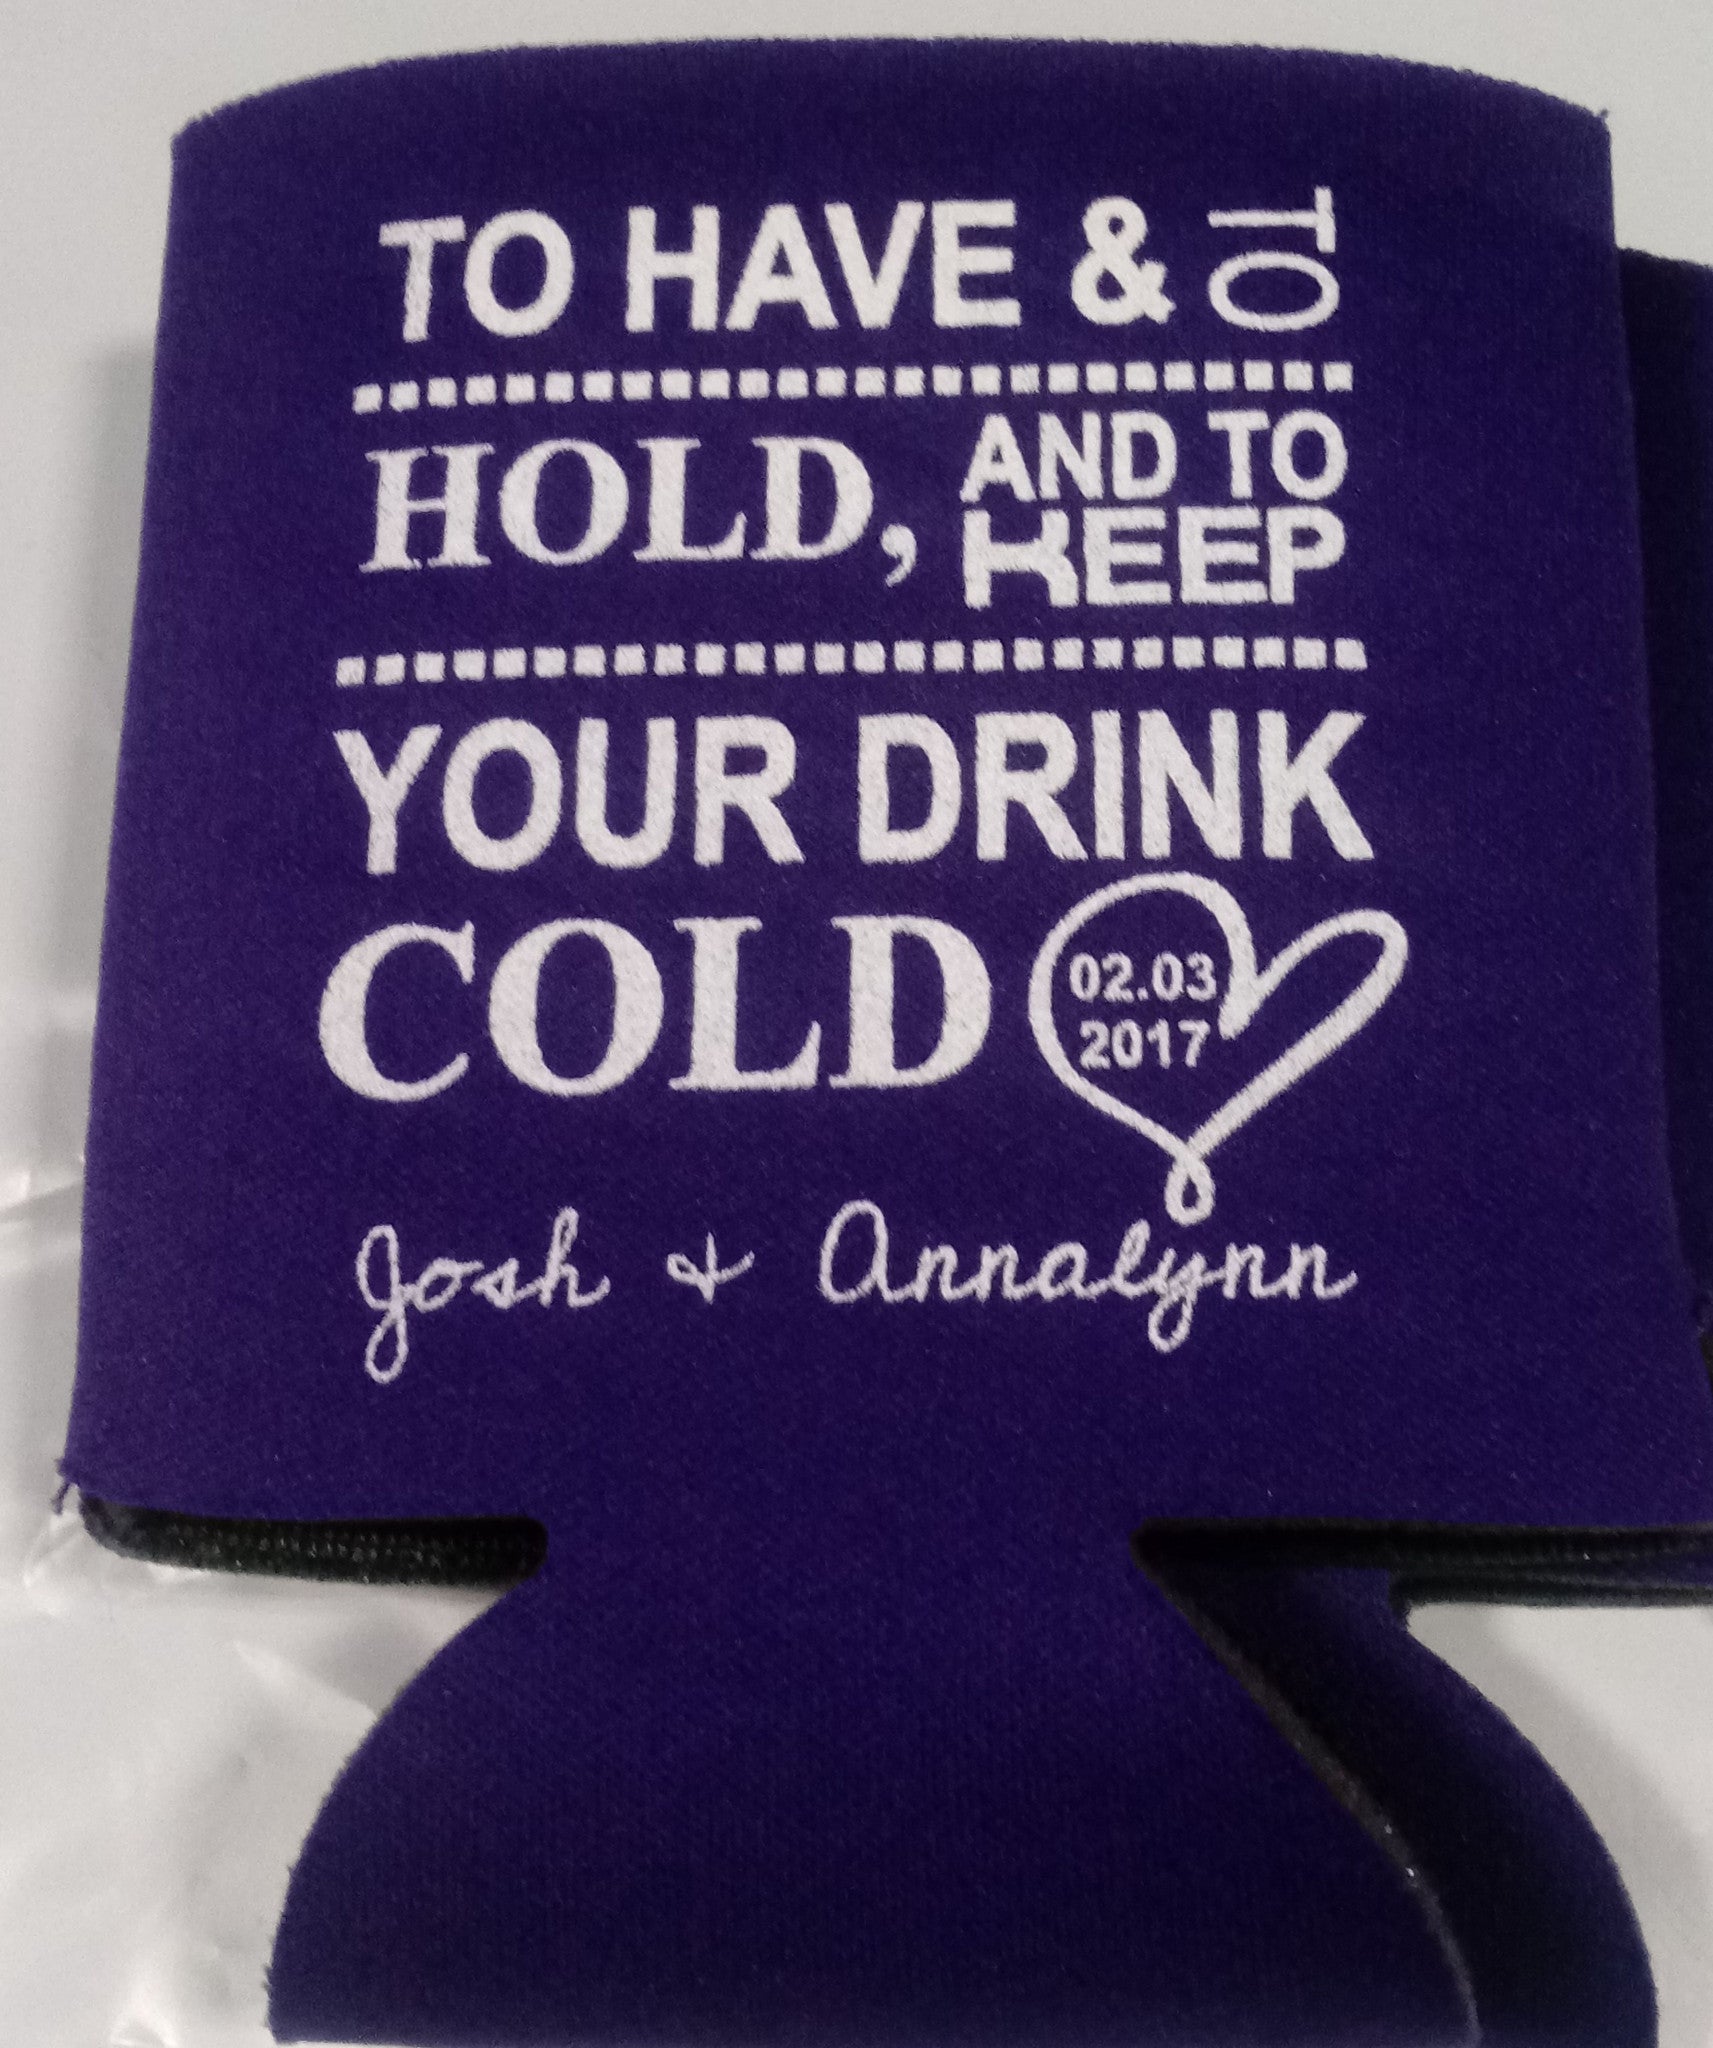 TO HAVE & TO
HOLD, AND TO
KEEP
YOUR DRINK
COLD
02.03
2017
Josh & Annalynn